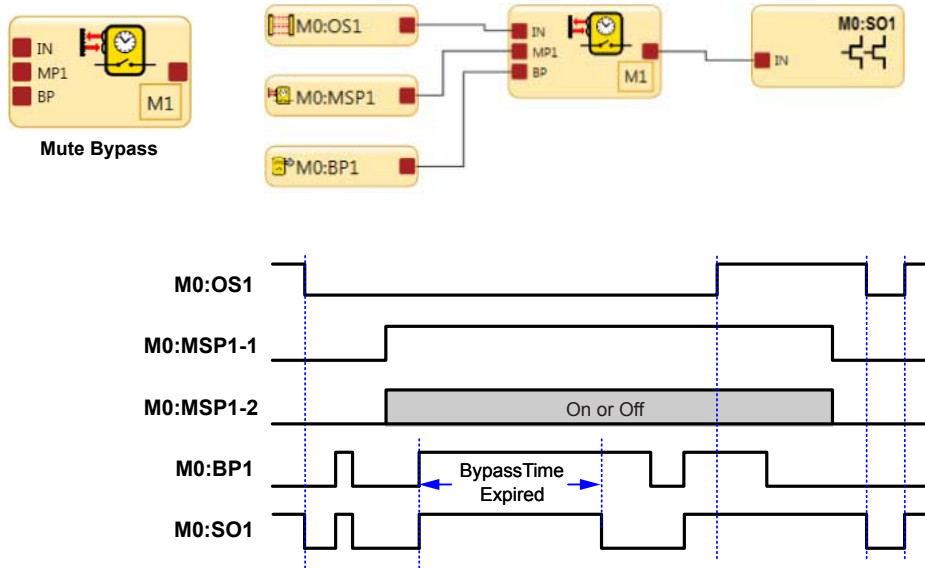 IN
MP1
BP
M1
Mute Bypass
M0:OS1
M0:MSP1
M0:BP1
IN
MP1
BP
M1
M0:SO1
IN
M0:OS1
M0:MSP1-1
M0:MSP1-2
On or Off
M0:BP1
BypassTime
Expired
M0:SO1